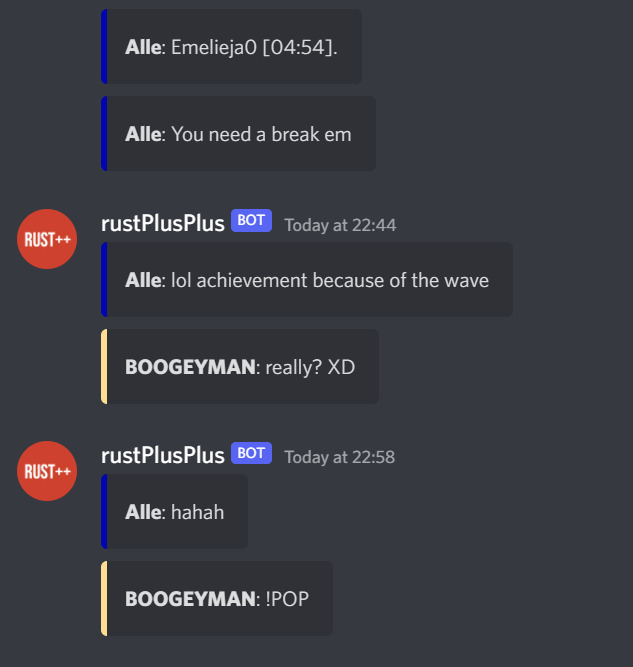 Alle: Emelieja0 [04:54].
Alle: You need a break em
RUST++
rustPlusPlus BOT Today at 22:44
Alle: lol achievement because of the wave
BOOGEYMAN: really? XD
RUST++
rustPlusPlus BOT Today at 22:58
Alle: hahah
BOOGEYMAN: !POP